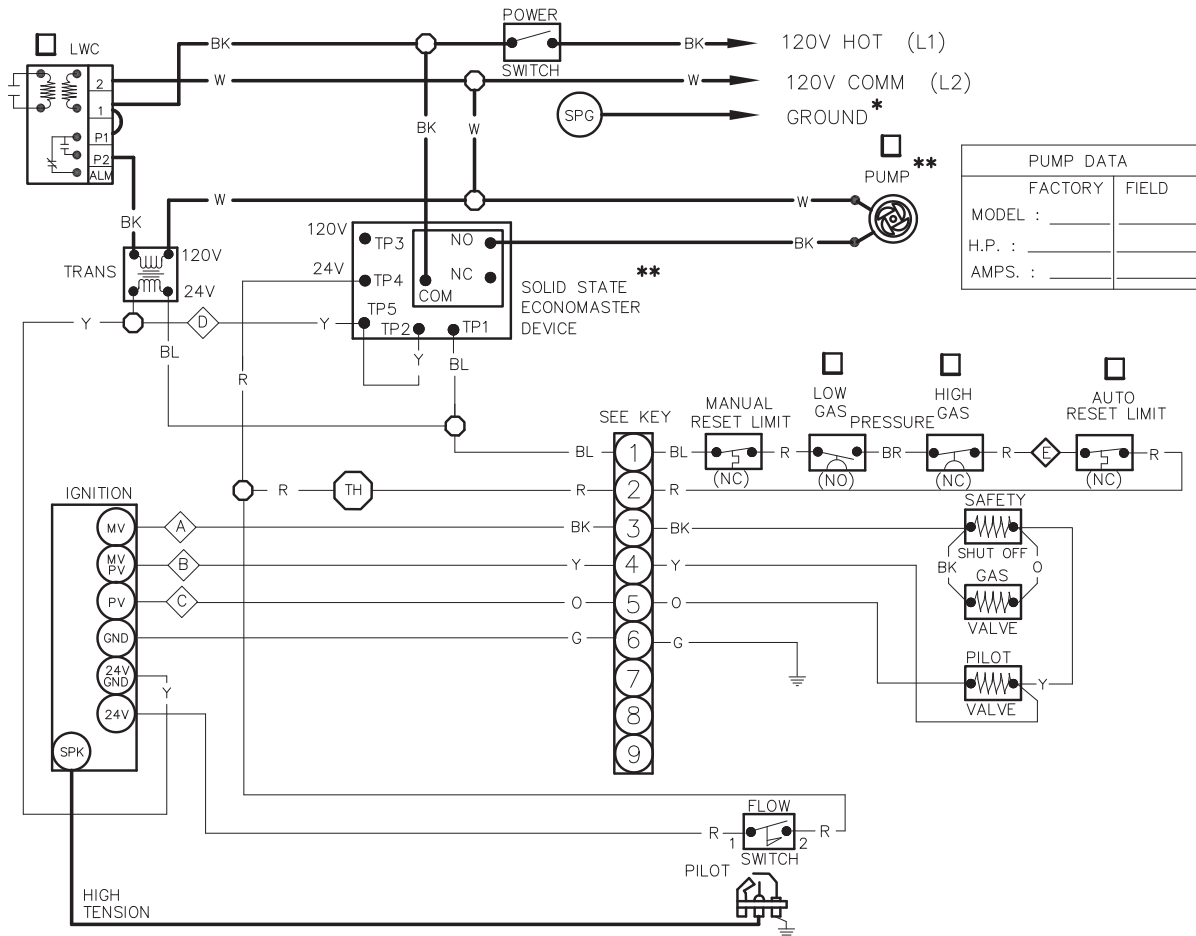 POWER
SWITCH
BK
BK
120V HOT (L1)
LWC
2
1
P1
P2
ALM
W
W
120V COMM (L2)
SPG
GROUND *
BK
W
PUMP **
PUMP DATA
FACTORY FIELD
MODEL :
H.P. :
AMPS. :
BK
W
W
TRANS
120V
24V
120V
TP3
24V
TP4
TP5
TP2
TP1
NO
NC
COM
BK
SOLID STATE **
ECONOMASTER
DEVICE
Y
D
Y
Y
BL
BL
R
SEE KEY
MANUAL
RESET LIMIT
(NC)
LOW
GAS
PRESSURE
(NO)
HIGH
GAS
(NC)
AUTO
RESET LIMIT
(NC)
BL
1
BL
R
BR
R
E
R
R
TH
R
2
R
IGNITION
MV
A
BK
3
BK
SAFETY
SHUT OFF
MV
PV
B
Y
4
Y
BK
O
GAS
VALVE
PV
C
O
5
O
GND
G
6
G
24V
GND
Y
7
PILOT
VALVE
Y
24V
8
SPK
9
FLOW
SWITCH
R
1
2
R
PILOT
HIGH
TENSION